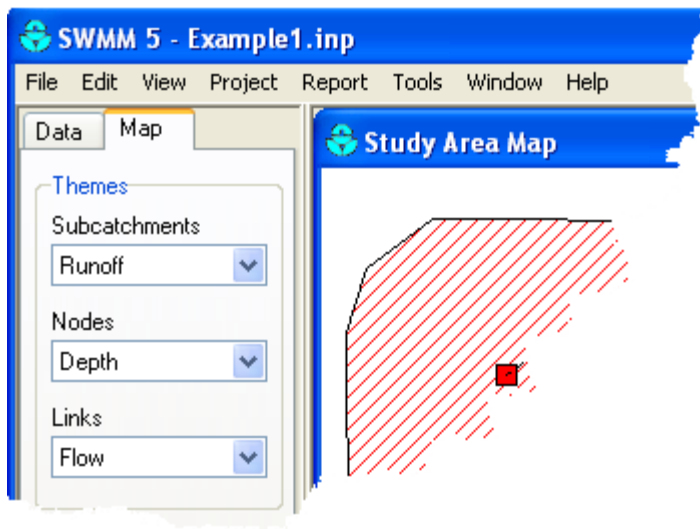 SWMM 5 - Example1.inp
File Edit View Project Report Tools Window Help
Data Map
Study Area Map
Themes
Subcatchments
Runoff
Nodes
Depth
Links
Flow